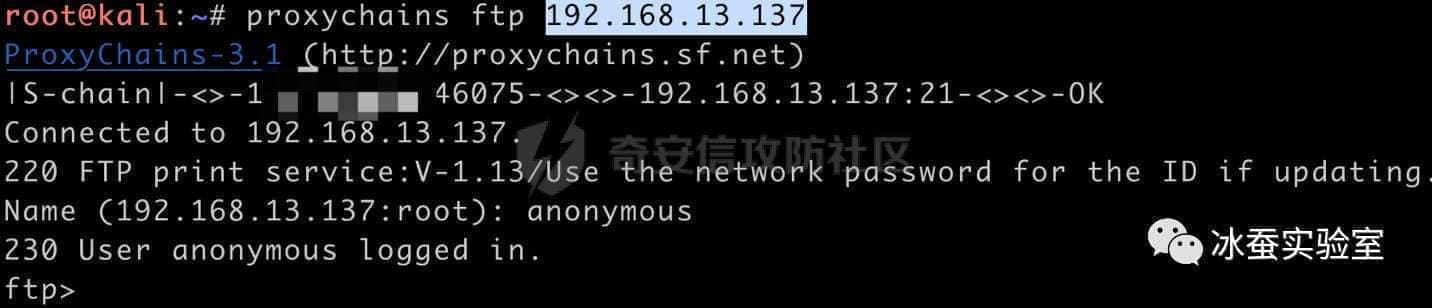 root@kali:~# proxychains ftp 192.168.13.137
ProxyChains-3.1 (http://proxychains.sf.net)
|S-chain|-<>-1 46075-<><>-192.168.13.137:21-<><>-OK
Connected to 192.168.13.137.
奇安信攻防社区
220 FTP print service:V-1.13/Use the network password for the ID if updating.
Name (192.168.13.137:root): anonymous
230 User anonymous logged in.
冰蚕实验室
ftp>